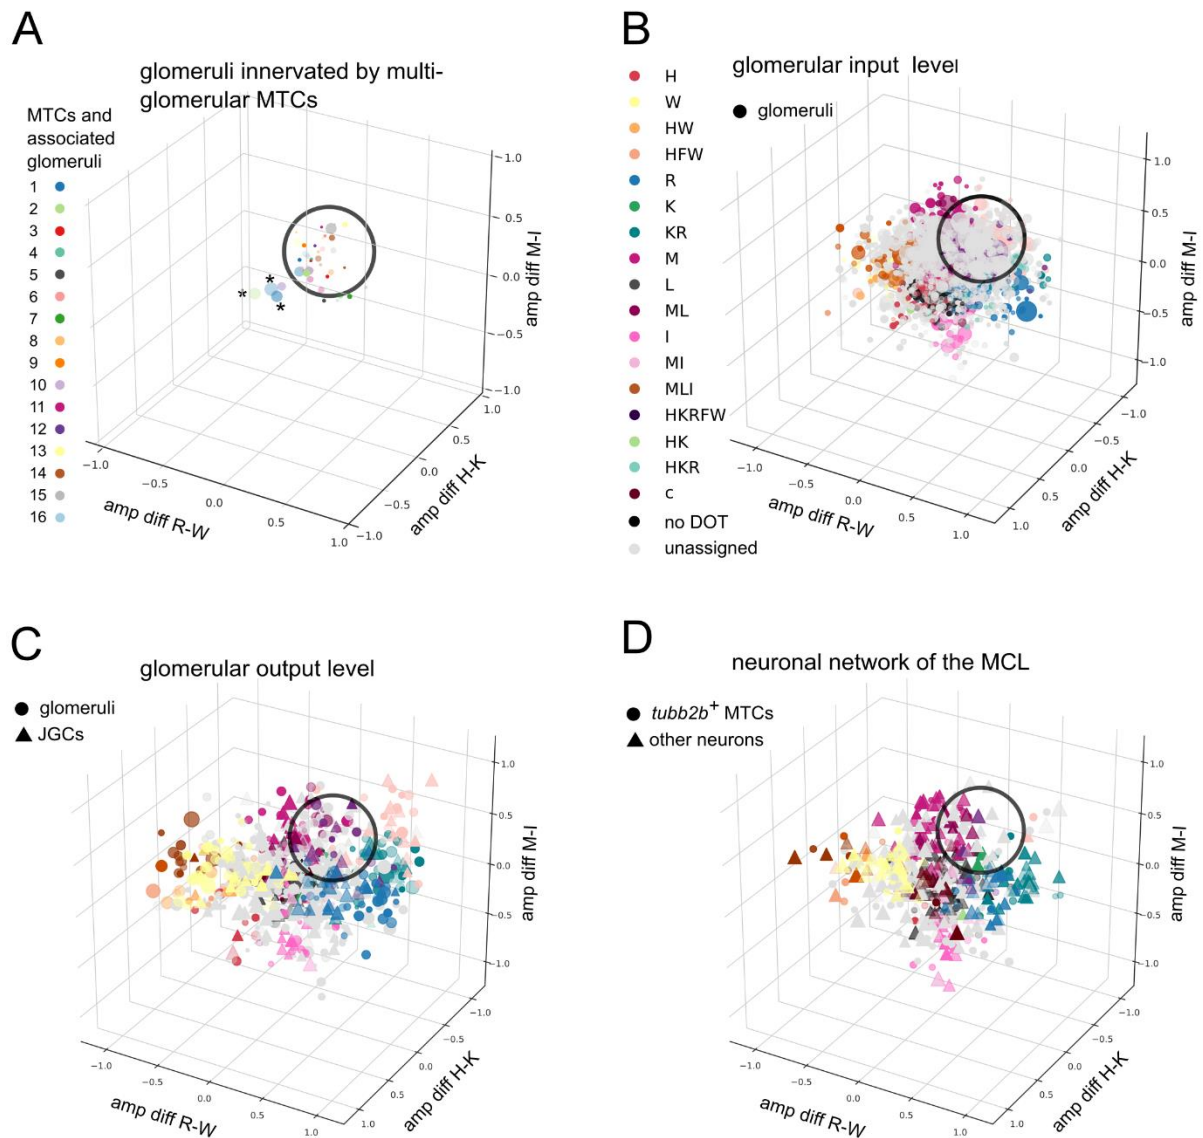 A
glomeruli innervated by multi-
glomerular MTCs
MTCs and
associated
glomeruli
1
2
3
4
5
6
7
8
9
10
11
12
13
14
15
16
*
*
*
1.0
0.5
0.0
−0.5
−1.0
amp diff M-I
1.0
0.5
0.0
−0.5
−1.0
amp diff H-K
−1.0
−0.5
0.0
0.5
1.0
amp diff R-W
B
glomerular input level
glomeruli
H
W
HW
HFW
R
K
KR
M
L
ML
I
MI
MLI
HKRFW
HK
HKR
c
no DOT
unassigned
1.0
0.5
0.0
−0.5
−1.0
amp diff M-I
−1.0
−0.5
0.0
0.5
1.0
amp diff H-K
−1.0
−0.5
0.0
0.5
1.0
amp diff R-W
C
glomerular output level
glomeruli
JGCs
1.0
0.5
0.0
−0.5
−1.0
amp diff M-I
−1.0
−0.5
0.0
0.5
1.0
amp diff H-K
−1.0
−0.5
0.0
0.5
1.0
amp diff R-W
D
neuronal network of the MCL
tubb2b+ MTCs
other neurons
1.0
0.5
0.0
−0.5
−1.0
amp diff M-I
−1.0
−0.5
0.0
0.5
1.0
amp diff H-K
−1.0
−0.5
0.0
0.5
1.0
amp diff R-W